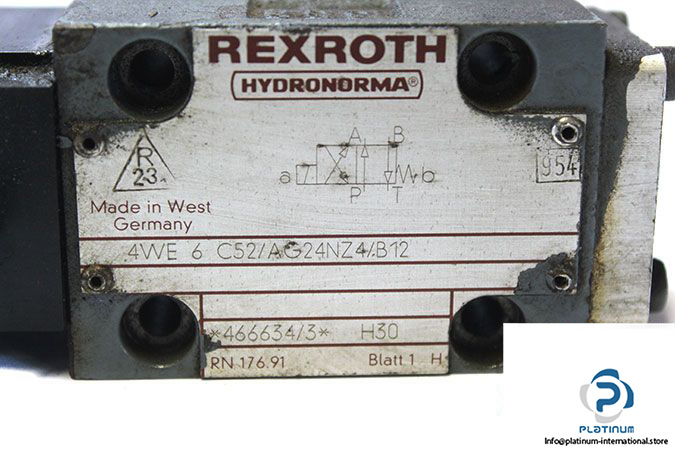 REXROTH
HYDRONORMA®
R
23
A B
a b
P T
954
Made in West
Germany
4WE 6 C52/AG24NZ4/B12
*466634/3* H30
RN 176.91 Blatt 1 H
P
PLATINUM
Info@platinum-international.store